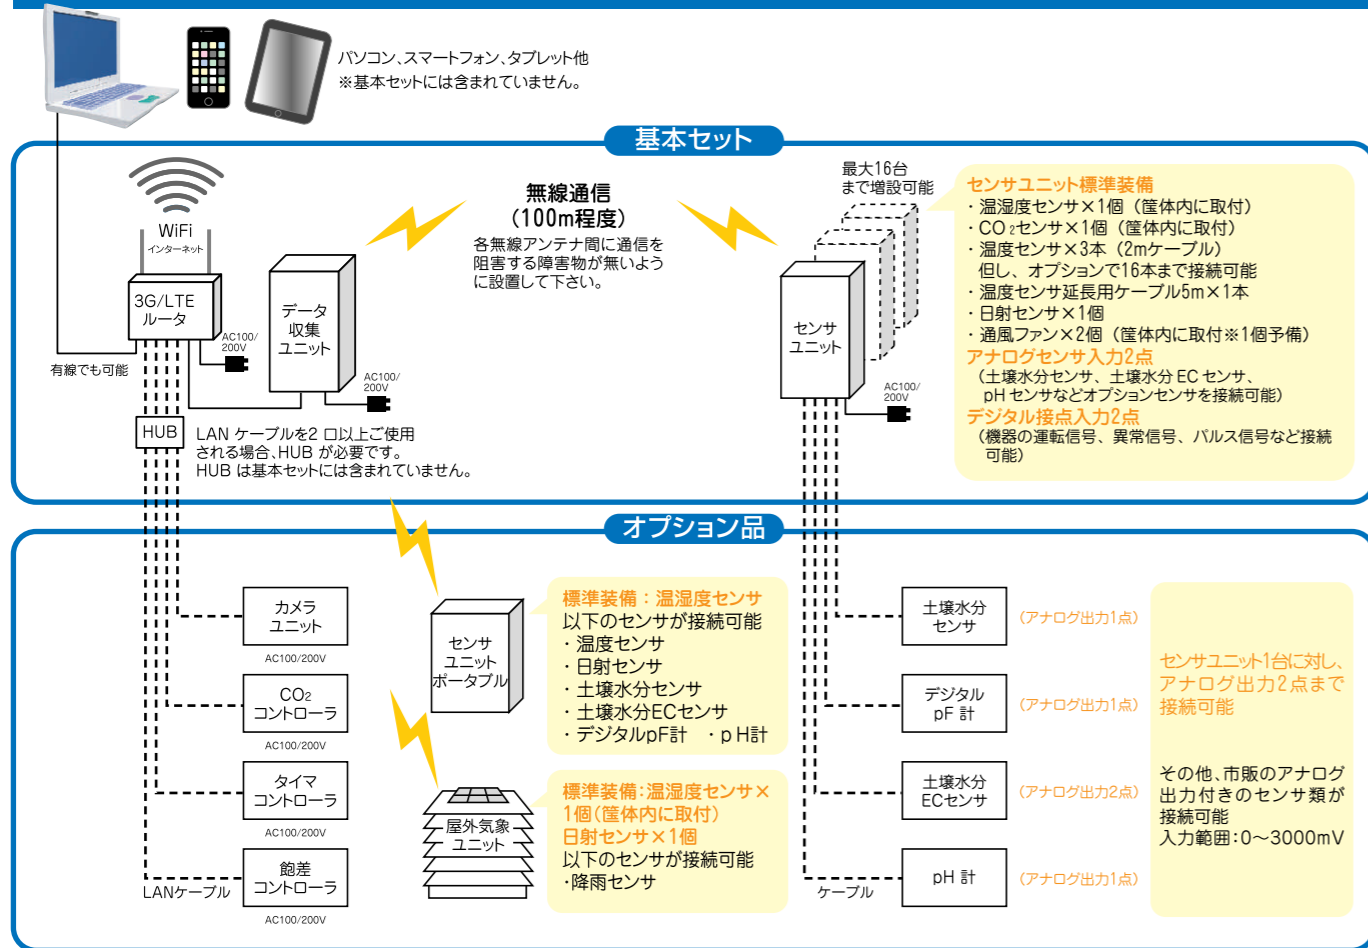 パソコン、スマートフォン、タブレット他
※基本セットには含まれていません。
基本セット
WiFi
インターネット
3G/LTE
ルータ
AC100/
200V
有線でも可能
データ
収集
ユニット
AC100/
200V
HUB
LAN ケーブルを2 口以上ご使用
される場合、HUB が必要です。
HUB は基本セットには含まれていません。
無線通信
(100m程度)
各無線アンテナ間に通信を
阻害する障害物が無いよう
に設置して下さい。
最大16台
まで増設可能
センサ
ユニット
AC100/
200V
センサユニット標準装備
・温湿度センサ×1個（筐体内に取付）
・CO₂センサ×1個（筐体内に取付）
・温度センサ×3本（2mケーブル）
但し、オプションで16本まで接続可能
・温度センサ延長用ケーブル5m×1本
・日射センサ×1個
・通風ファン×2個（筐体内に取付※1個予備）
アナログセンサ入力2点
（土壌水分センサ、土壌水分 EC センサ、
pH センサなどオプションセンサを接続可能）
デジタル接点入力2点
（機器の運転信号、異常信号、パルス信号など接続
可能）
オプション品
カメラ
ユニット
AC100/200V
CO₂
コントローラ
AC100/200V
タイマ
コントローラ
AC100/200V
飽差
コントローラ
AC100/200V
LANケーブル
センサ
ユニット
ポータブル
標準装備：温湿度センサ
以下のセンサが接続可能
・温度センサ
・日射センサ
・土壌水分センサ
・土壌水分ECセンサ
・デジタルpF計　・pH計
屋外気象
ユニット
標準装備：温湿度センサ×
1個（筐体内に取付）
日射センサ×1個
以下のセンサが接続可能
・降雨センサ
土壌水分
センサ
（アナログ出力1点）
デジタル
pF 計
（アナログ出力1点）
土壌水分
ECセンサ
（アナログ出力2点）
pH 計
（アナログ出力1点）
ケーブル
センサユニット1台に対し、
アナログ出力2点まで
接続可能
その他、市販のアナログ
出力付きのセンサ類が
接続可能
入力範囲：0〜3000mV